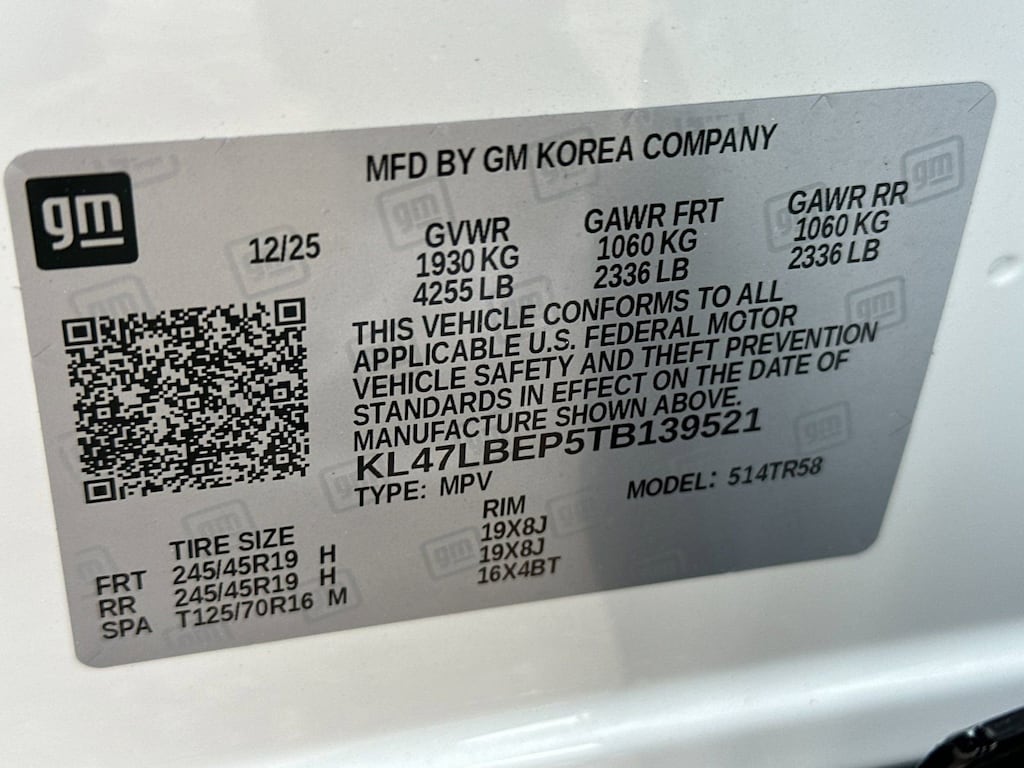 MFD BY GM KOREA COMPANY
gm
12/25
GVWR
1930 KG
4255 LB
GAWR FRT
1060 KG
2336 LB
GAWR RR
1060 KG
2336 LB
THIS VEHICLE CONFORMS TO ALL
APPLICABLE U.S. FEDERAL MOTOR
VEHICLE SAFETY AND THEFT PREVENTION
STANDARDS IN EFFECT ON THE DATE OF
MANUFACTURE SHOWN ABOVE.
KL47LBEP5TB139521
TYPE: MPV MODEL: 514TR58
TIRE SIZE RIM
FRT 245/45R19 H 19X8J
RR 245/45R19 H 19X8J
SPA T125/70R16 M 16X4BT